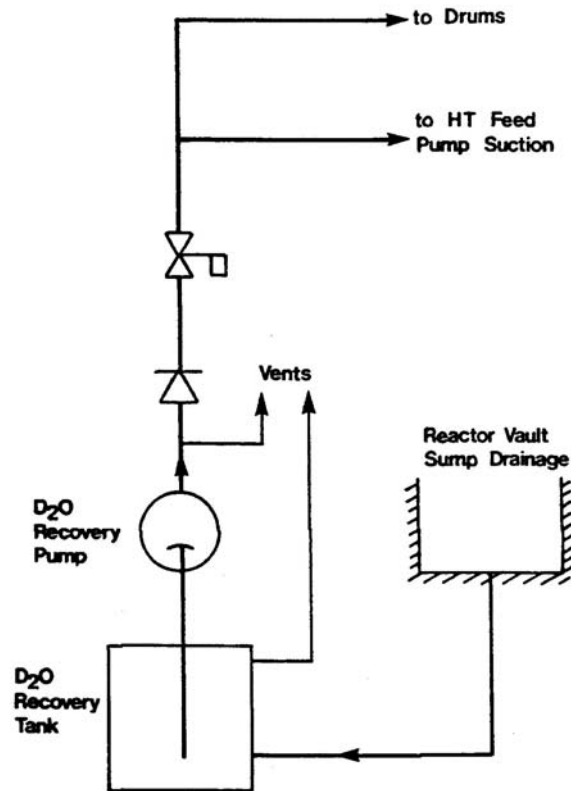 to Drums
to HT Feed
Pump Suction
Vents
Reactor Vault
Sump Drainage
D₂O
Recovery
Pump
D₂O
Recovery
Tank